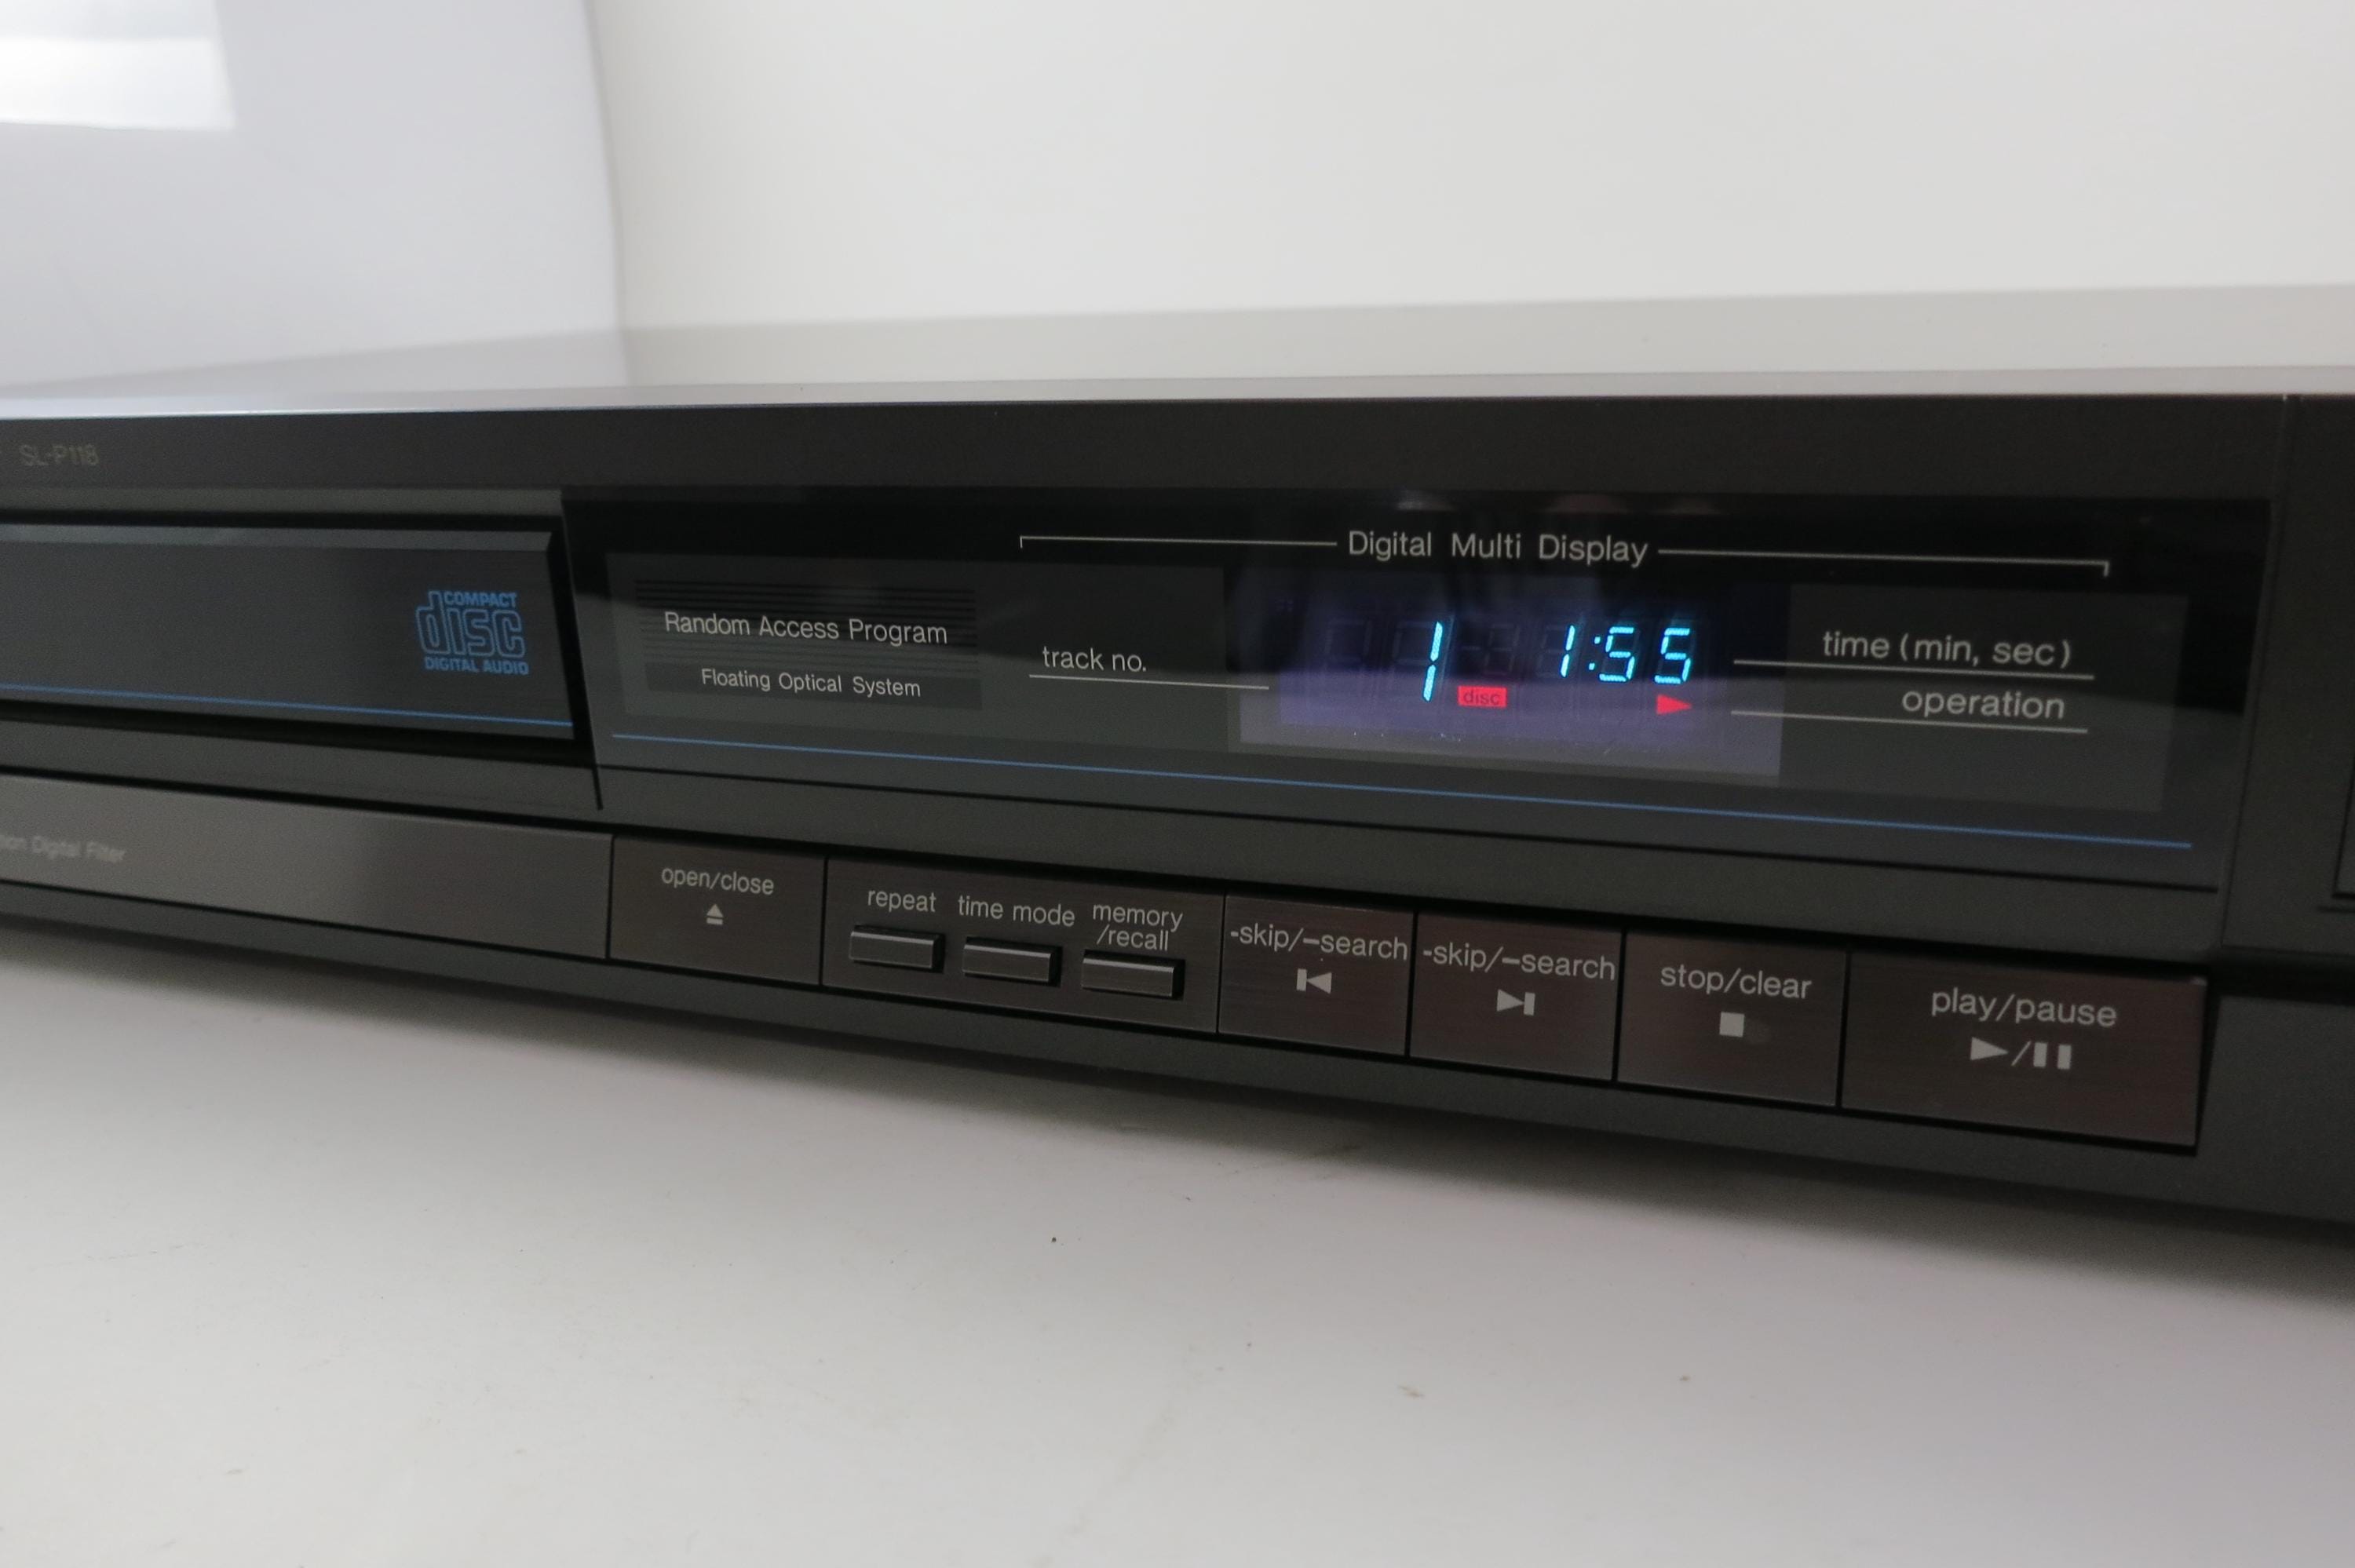 SL-P118
COMPACT
disc
DIGITAL AUDIO
Digital Multi Display
Random Access Program
Floating Optical System
track no.
1 1:55
disc
time (min, sec)
operation
Digital Filter
open/close
repeat
time mode
memory
/recall
-skip/–search
-skip/–search
stop/clear
play/pause